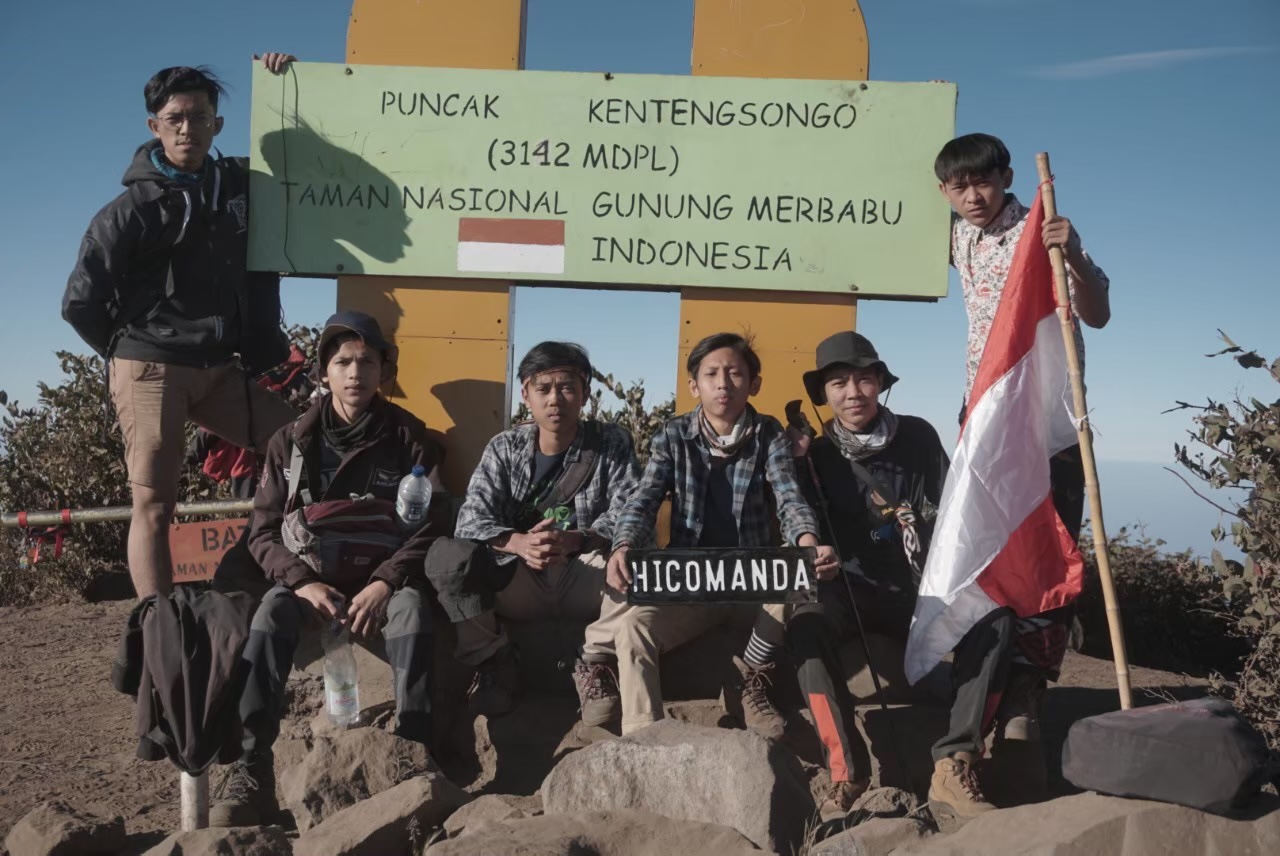 PUNCAK KENTENGSONGO
(3142 MDPL)
TAMAN NASIONAL GUNUNG MERBABU
INDONESIA
HICOMANDA